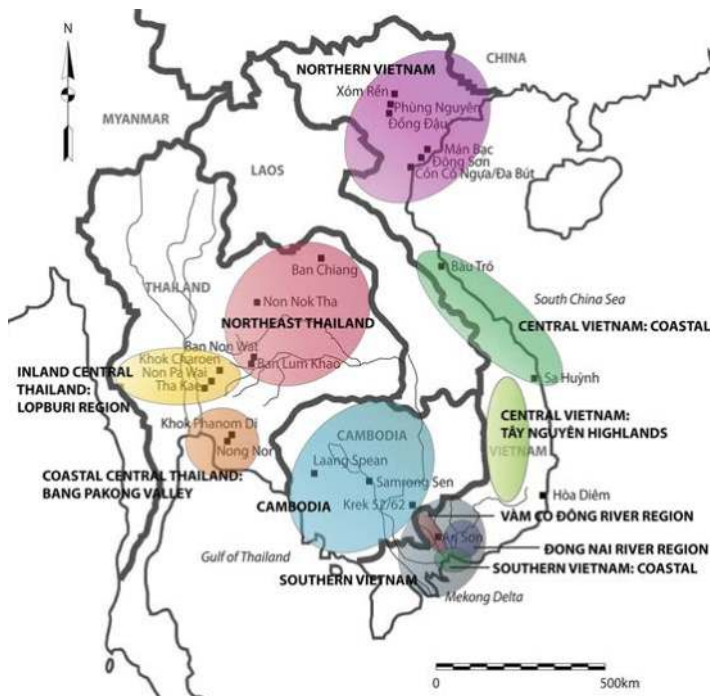 N
CHINA
NORTHERN VIETNAM
Xóm Rền
Phùng Nguyên
Đồng Đậu
MYANMAR
Mán Bạc
Đông Sơn
Cồn Cổ Ngựa/Đa Bút
LAOS
Ban Chiang
Bàu Tró
THAILAND
Non Nok Tha
South China Sea
NORTHEAST THAILAND
CENTRAL VIETNAM: COASTAL
Ban Non Wat
Khok Charoen
Ban Lum Khao
INLAND CENTRAL
THAILAND:
LOPBURI REGION
Non Pa Wai
Tha Kae
Sa Huỳnh
Khok Phanom Di
Nong Nor
CENTRAL VIETNAM:
TÂY NGUYÊN HIGHLANDS
VIETNAM
CAMBODIA
COASTAL CENTRAL THAILAND:
BANG PAKONG VALLEY
Laang Spean
Samrong Sen
CAMBODIA
Krek 52/62
Hòa Diêm
VÀM CỎ ĐÔNG RIVER REGION
An Sơn
ĐONG NAI RIVER REGION
Gulf of Thailand
SOUTHERN VIETNAM: COASTAL
SOUTHERN VIETNAM
Mekong Delta
0
500km